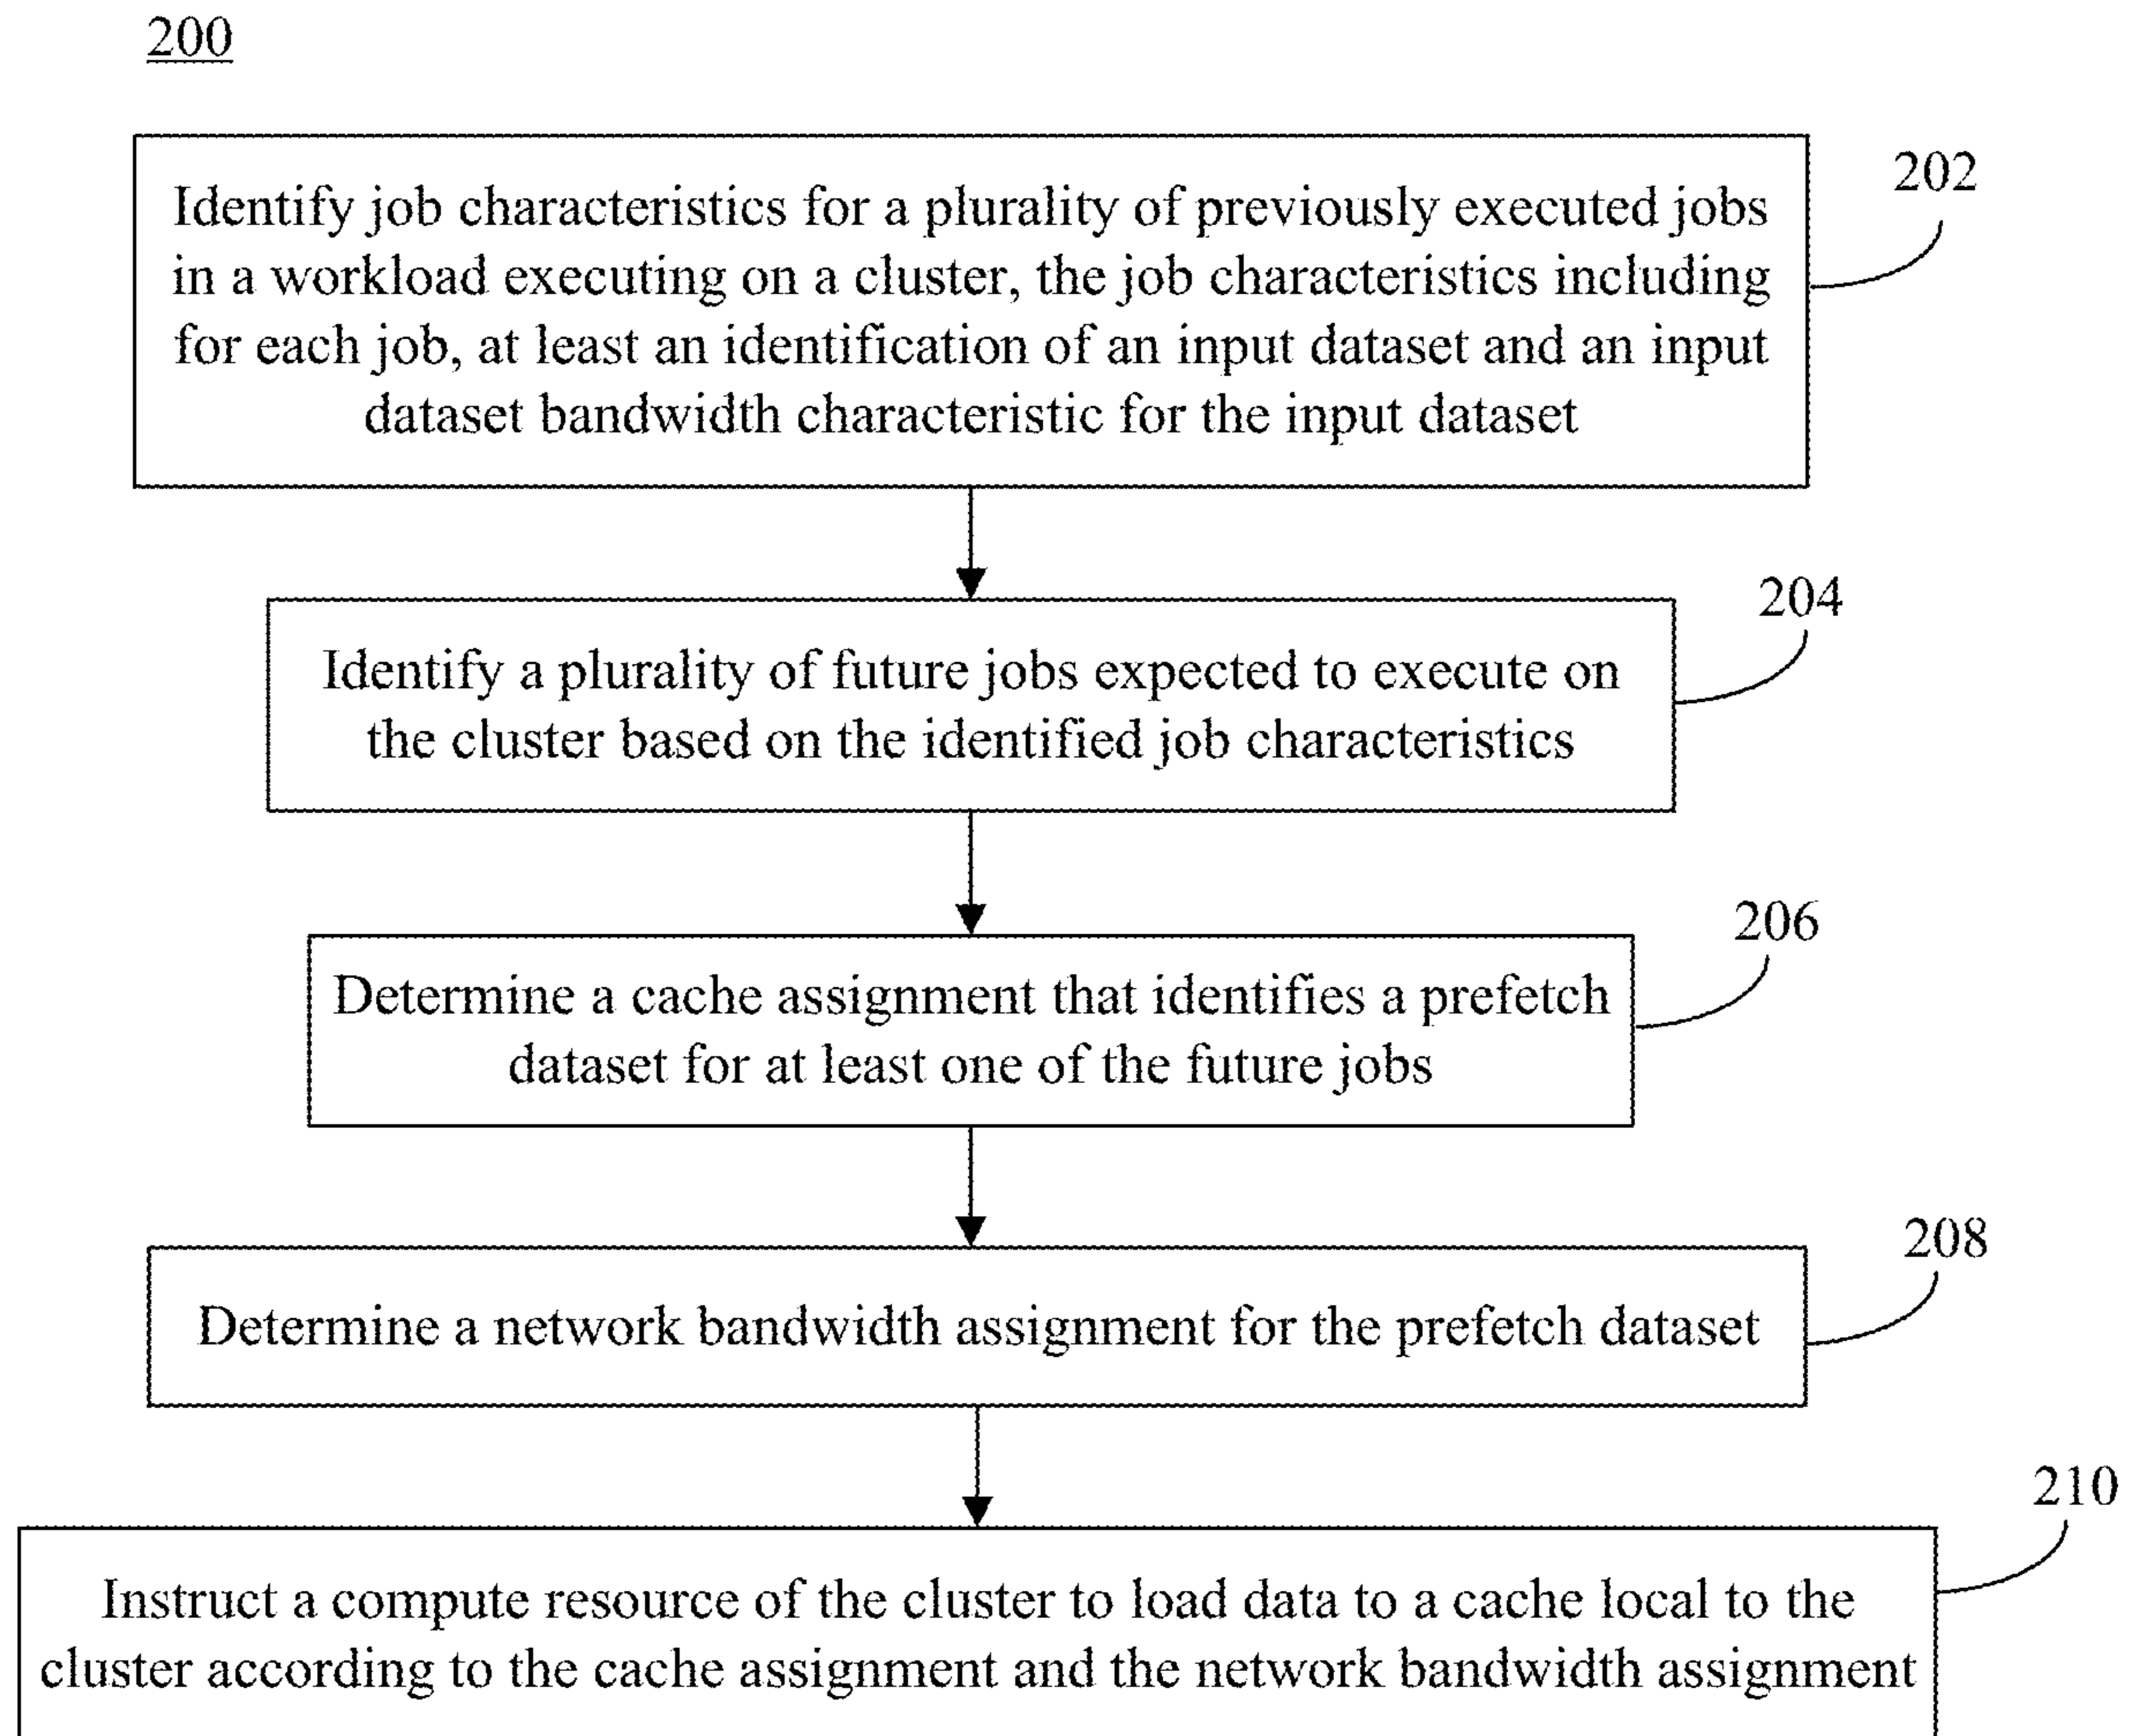 200
202
Identify job characteristics for a plurality of previously executed jobs
in a workload executing on a cluster, the job characteristics including
for each job, at least an identification of an input dataset and an input
dataset bandwidth characteristic for the input dataset
204
Identify a plurality of future jobs expected to execute on
the cluster based on the identified job characteristics
206
Determine a cache assignment that identifies a prefetch
dataset for at least one of the future jobs
208
Determine a network bandwidth assignment for the prefetch dataset
210
Instruct a compute resource of the cluster to load data to a cache local to the
cluster according to the cache assignment and the network bandwidth assignment